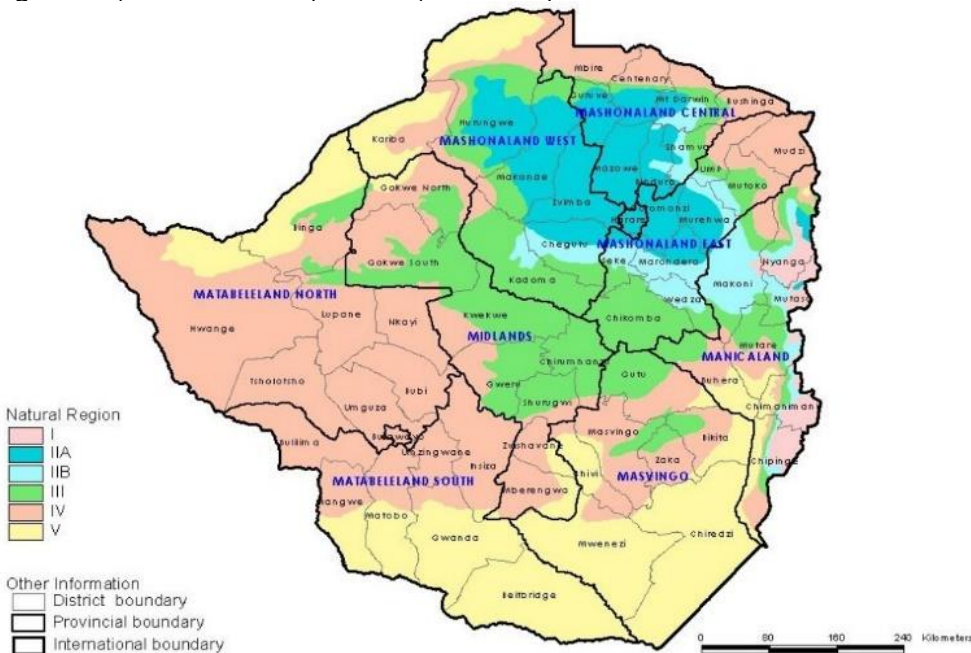 Mbire
Centenary
Guruve
Mt Darwin
Rushinga
MASHONALAND CENTRAL
Hurungwe
MASHONALAND WEST
Shamva
Mudzi
Kariba
UMP
Makonde
Mazowe
Mutoko
Bindura
Gokwe North
Zvimba
Goromonzi
Murehwa
Harare
Binga
Chegutu
MASHONALAND EAST
Nyanga
Gokwe South
Seke
Marondera
Kadoma
Makoni
MATABELELAND NORTH
Wedza
Mutasa
Hwange
Lupane
Nkayi
Kwekwe
Chikomba
MIDLANDS
Mutare
Chirumhanzu
MANICALAND
Gweru
Gutu
Buhera
Tsholotsho
Bubi
Shurugwi
Chimanimani
Umguza
Natural Region
I
IIA
IIB
III
IV
V
Masvingo
Bikita
Bulilima
Bulawayo
Zvishavane
Umzingwane
Zaka
Chipinge
Insiza
Chivi
MATABELELAND SOUTH
MASVINGO
Mangwe
Mberengwa
Matobo
Chiredzi
Gwanda
Mwenezi
Beitbridge
Other Information
District boundary
Provincial boundary
International boundary
0 80 160 240 Kilometers